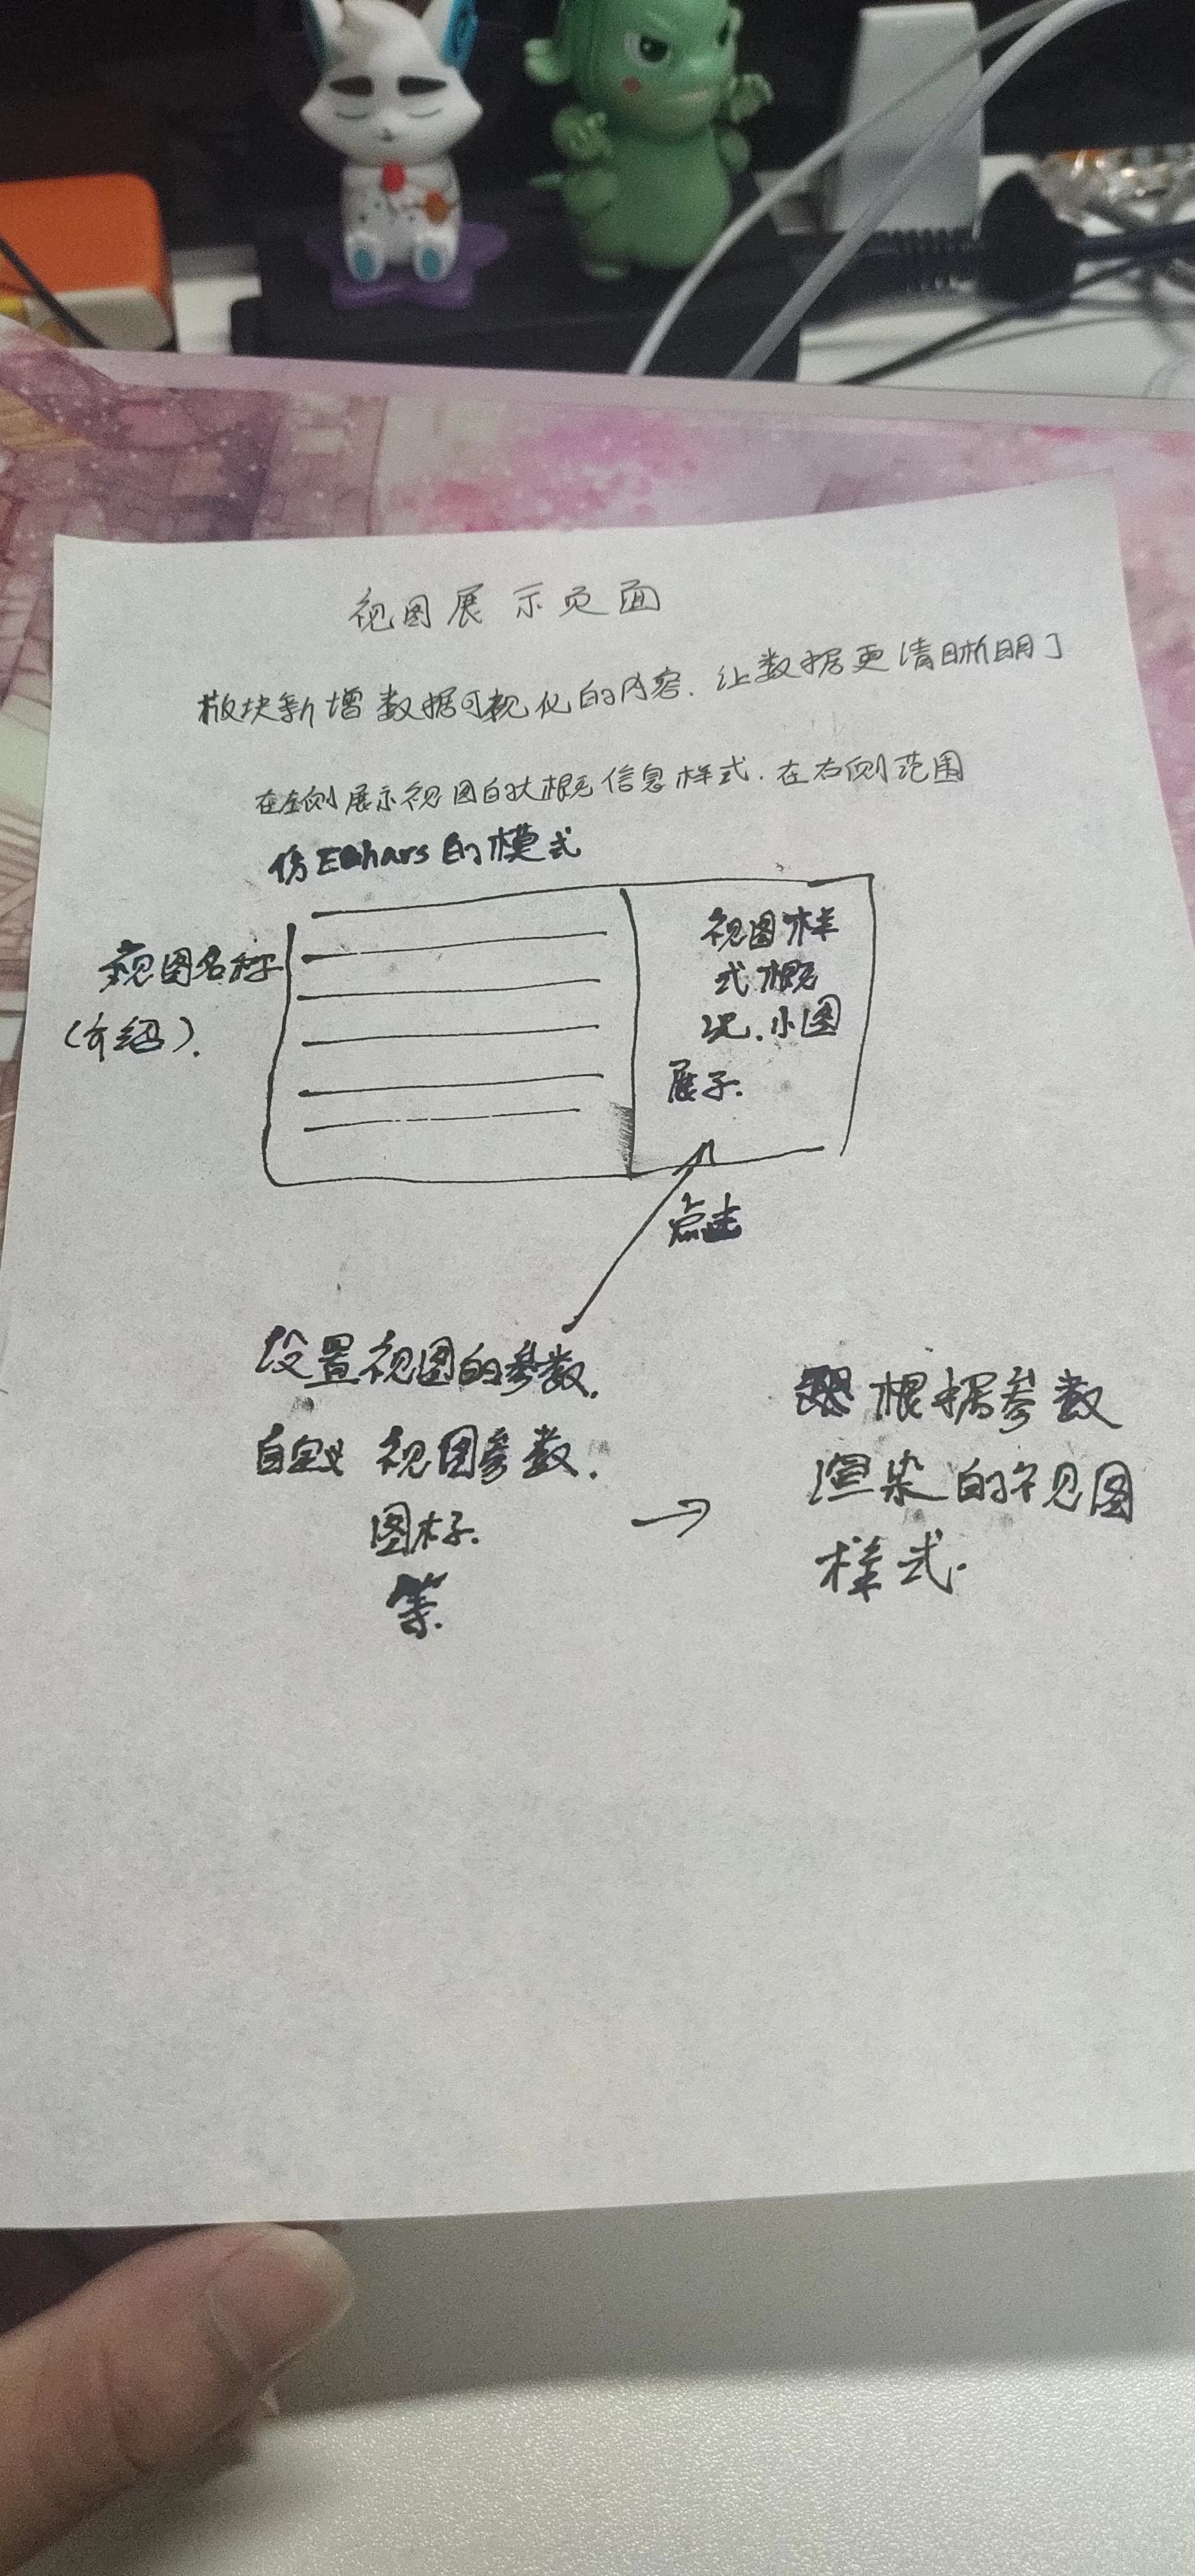 视图展示页面
板块新增数据可视化的内容.让数据更清晰明了
在左侧展示视图的大概信息样式.在右侧范围
仿Echars的模式
视图名称
(介绍).
视图样
式概
况.小图
展子.
点击
设置视图的参数.
自定义 视图参数.
图标.
等.
根据参数
渲染的视图
样式.